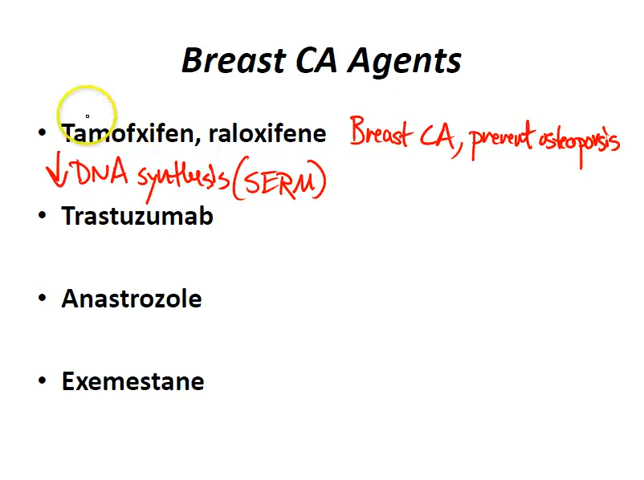 Breast CA Agents
• Tamofxifen, raloxifene Breast CA, prevent osteoporosis
↓ DNA synthesis (SERM)
• Trastuzumab
• Anastrozole
• Exemestane